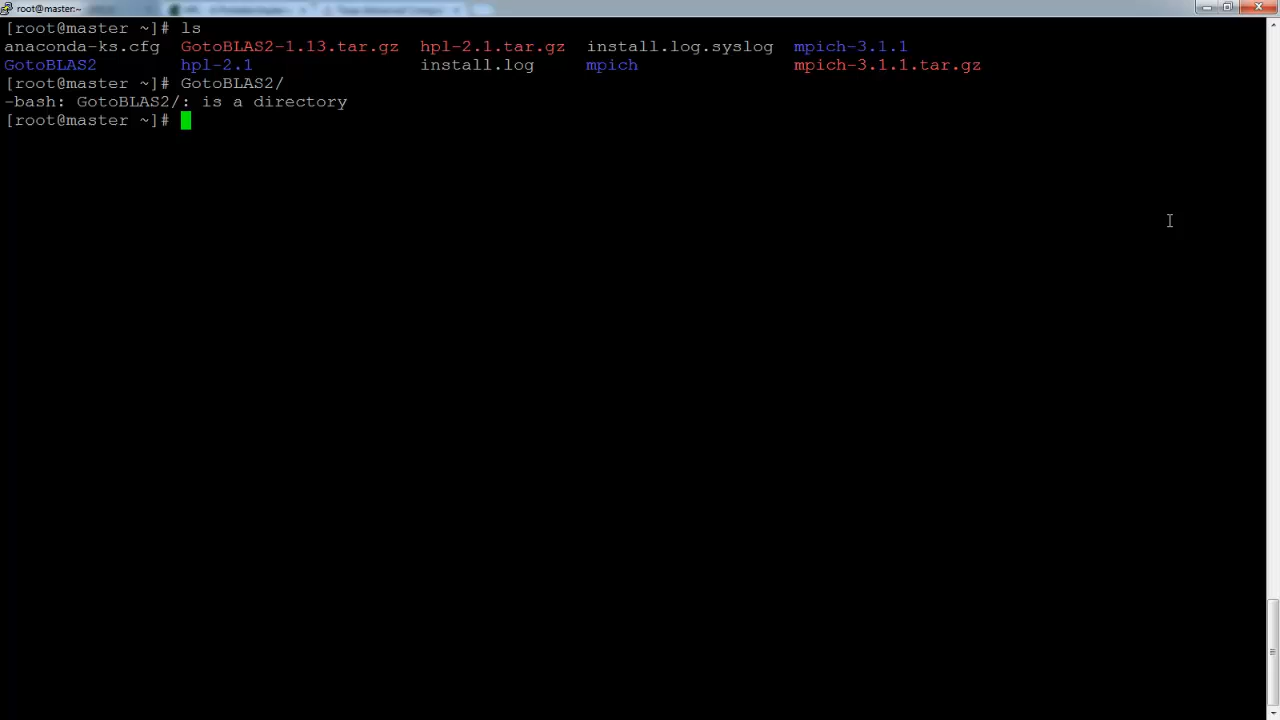 root@master:~
[root@master ~]# ls
anaconda-ks.cfg  GotoBLAS2-1.13.tar.gz  hpl-2.1.tar.gz  install.log.syslog  mpich-3.1.1
GotoBLAS2        hpl-2.1                install.log     mpich               mpich-3.1.1.tar.gz
[root@master ~]# GotoBLAS2/
-bash: GotoBLAS2/: is a directory
[root@master ~]#